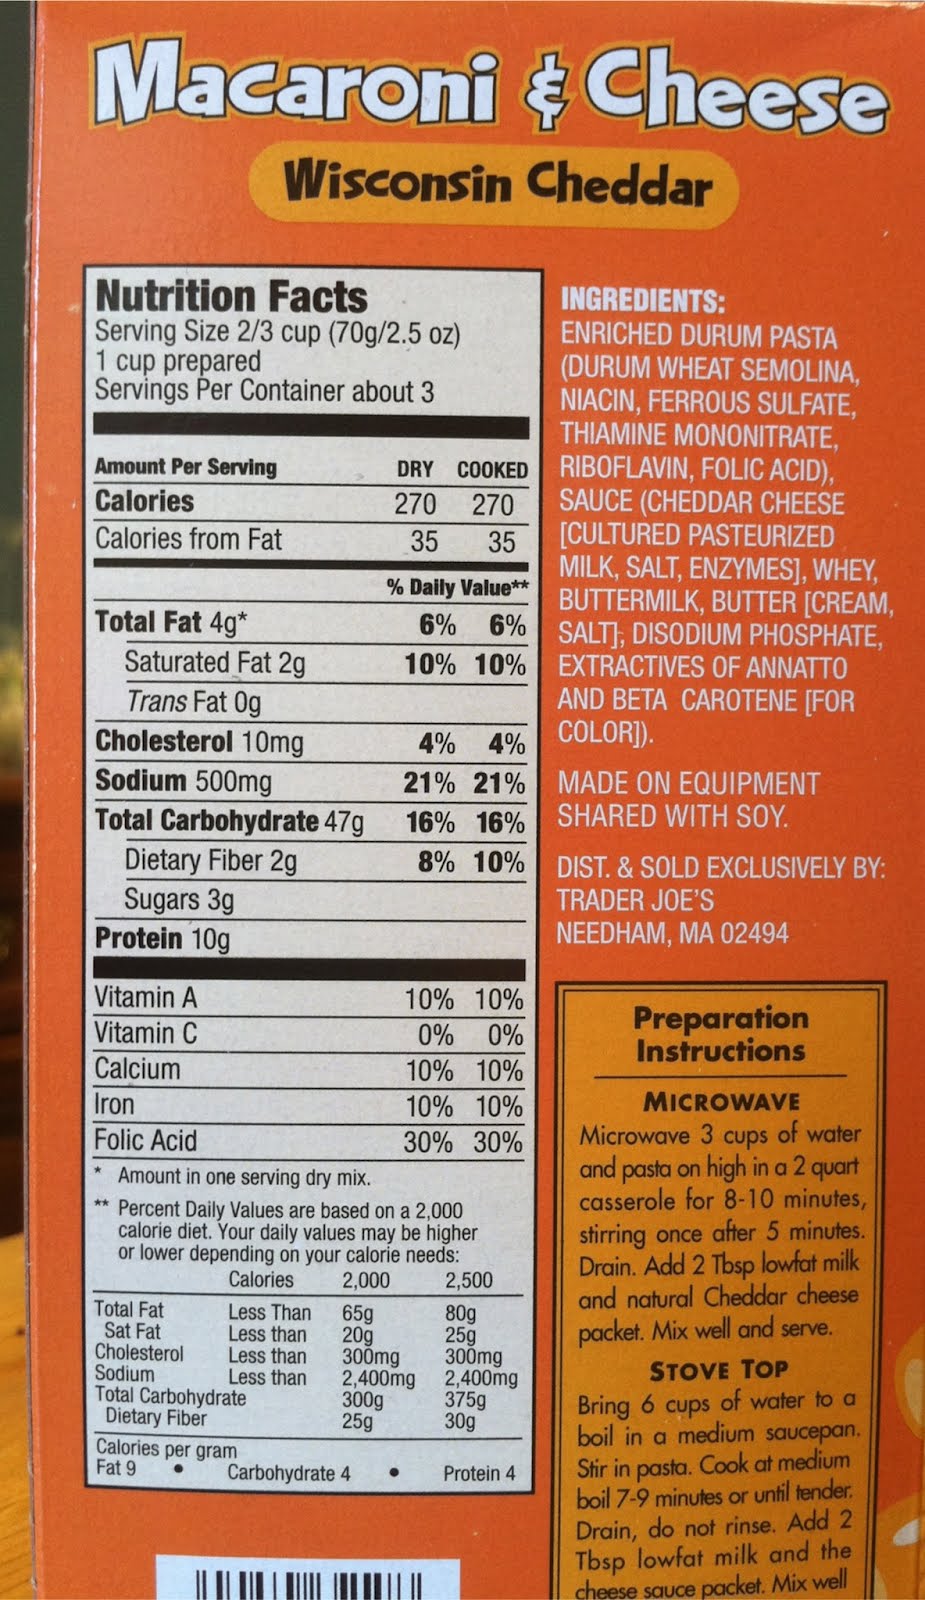 Macaroni & Cheese
Wisconsin Cheddar
Nutrition Facts
Serving Size 2/3 cup (70g/2.5 oz)
1 cup prepared
Servings Per Container about 3
Amount Per Serving DRY COOKED
Calories 270 270
Calories from Fat 35 35
% Daily Value**
Total Fat 4g* 6% 6%
Saturated Fat 2g 10% 10%
Trans Fat 0g
Cholesterol 10mg 4% 4%
Sodium 500mg 21% 21%
Total Carbohydrate 47g 16% 16%
Dietary Fiber 2g 8% 10%
Sugars 3g
Protein 10g
Vitamin A 10% 10%
Vitamin C 0% 0%
Calcium 10% 10%
Iron 10% 10%
Folic Acid 30% 30%
* Amount in one serving dry mix.
** Percent Daily Values are based on a 2,000
calorie diet. Your daily values may be higher
or lower depending on your calorie needs:
Calories 2,000 2,500
Total Fat Less Than 65g 80g
Sat Fat Less than 20g 25g
Cholesterol Less than 300mg 300mg
Sodium Less than 2,400mg 2,400mg
Total Carbohydrate 300g 375g
Dietary Fiber 25g 30g
Calories per gram
Fat 9 • Carbohydrate 4 • Protein 4
INGREDIENTS:
ENRICHED DURUM PASTA
(DURUM WHEAT SEMOLINA,
NIACIN, FERROUS SULFATE,
THIAMINE MONONITRATE,
RIBOFLAVIN, FOLIC ACID),
SAUCE (CHEDDAR CHEESE
[CULTURED PASTEURIZED
MILK, SALT, ENZYMES], WHEY,
BUTTERMILK, BUTTER [CREAM,
SALT], DISODIUM PHOSPHATE,
EXTRACTIVES OF ANNATTO
AND BETA CAROTENE [FOR
COLOR]).
MADE ON EQUIPMENT
SHARED WITH SOY.
DIST. & SOLD EXCLUSIVELY BY:
TRADER JOE'S
NEEDHAM, MA 02494
Preparation
Instructions
MICROWAVE
Microwave 3 cups of water
and pasta on high in a 2 quart
casserole for 8-10 minutes,
stirring once after 5 minutes.
Drain. Add 2 Tbsp lowfat milk
and natural Cheddar cheese
packet. Mix well and serve.
STOVE TOP
Bring 6 cups of water to a
boil in a medium saucepan.
Stir in pasta. Cook at medium
boil 7-9 minutes or until tender.
Drain, do not rinse. Add 2
Tbsp lowfat milk and the
cheese sauce packet. Mix well